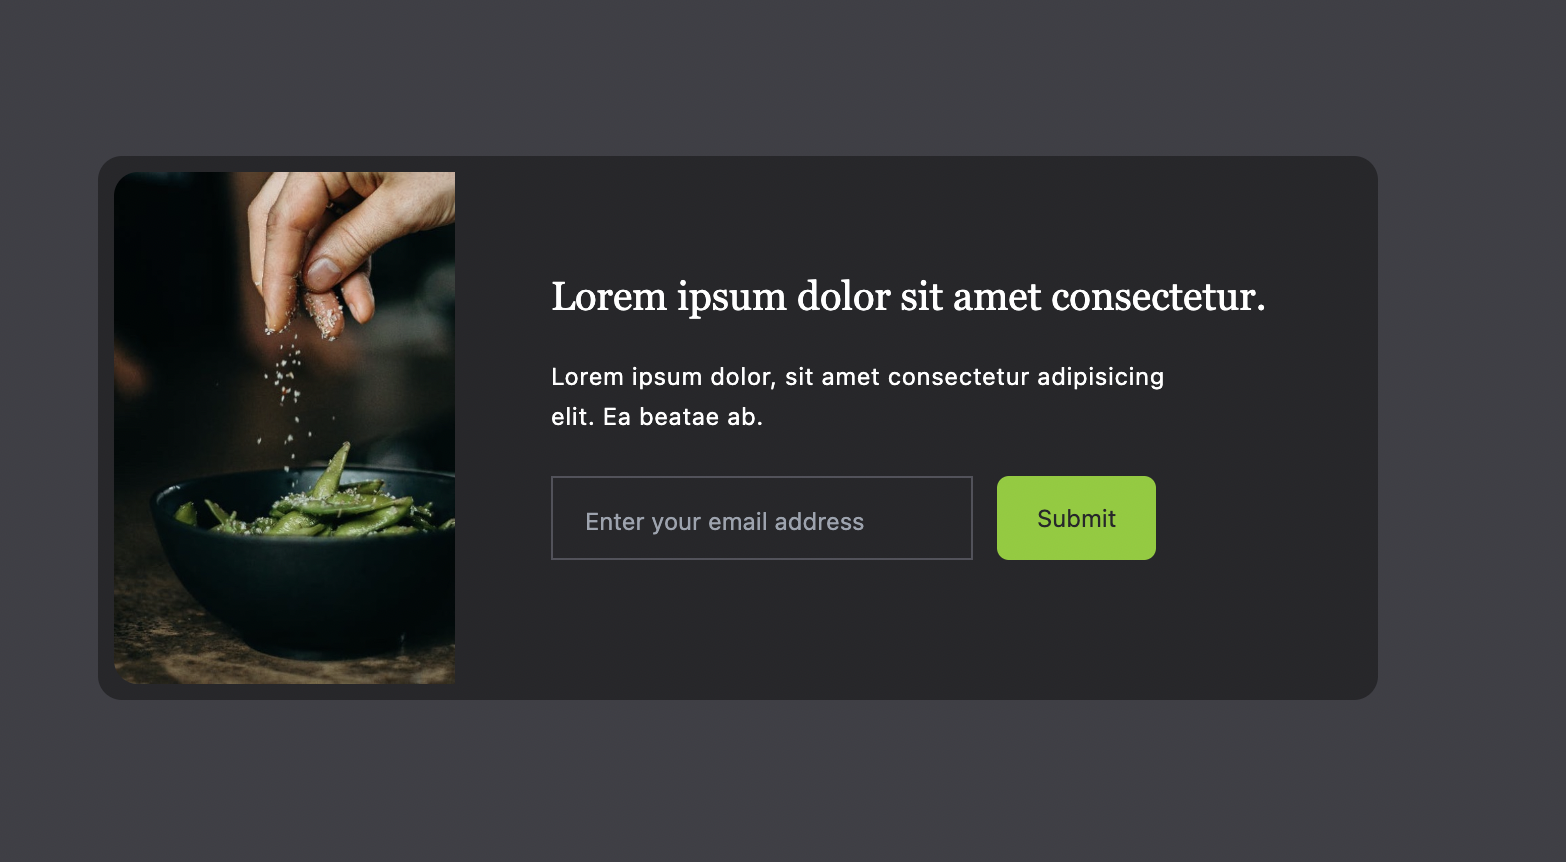 Lorem ipsum dolor sit amet consectetur.
Lorem ipsum dolor, sit amet consectetur adipisicing
elit. Ea beatae ab.
Enter your email address
Submit